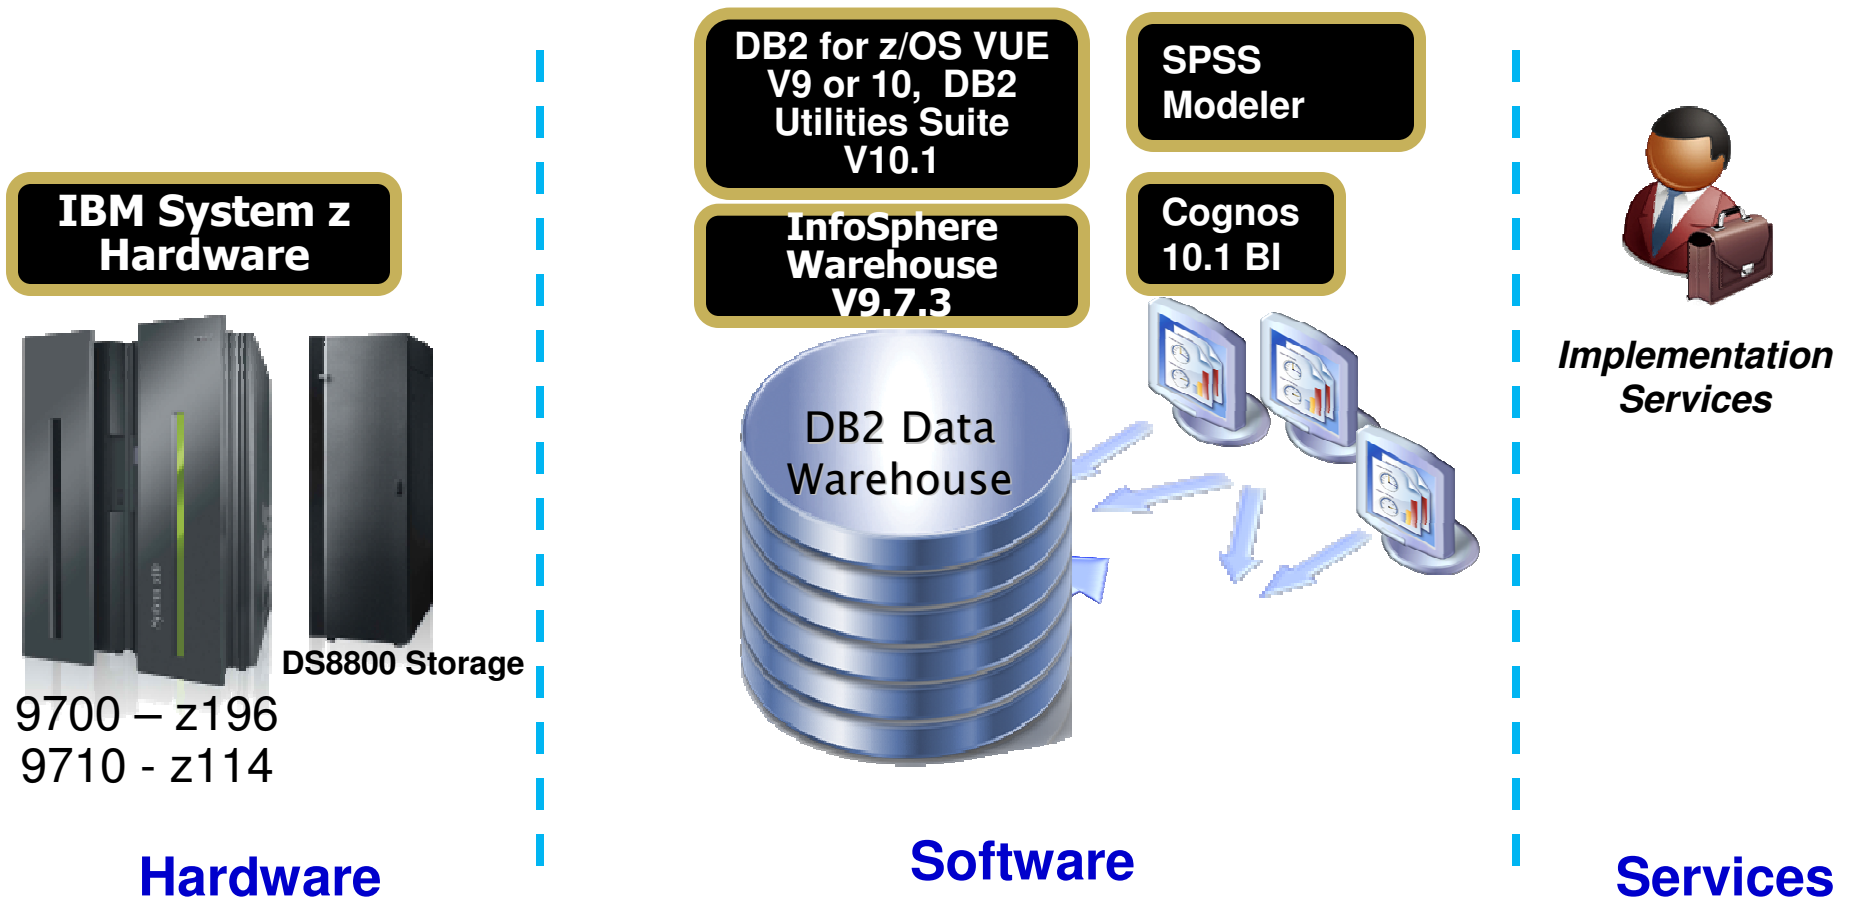 IBM System z
Hardware
DS8800 Storage
9700 – z196
9710 - z114
Hardware
DB2 for z/OS VUE
V9 or 10, DB2
Utilities Suite
V10.1
InfoSphere
Warehouse
V9.7.3
SPSS
Modeler
Cognos
10.1 BI
DB2 Data
Warehouse
Software
Implementation
Services
Services